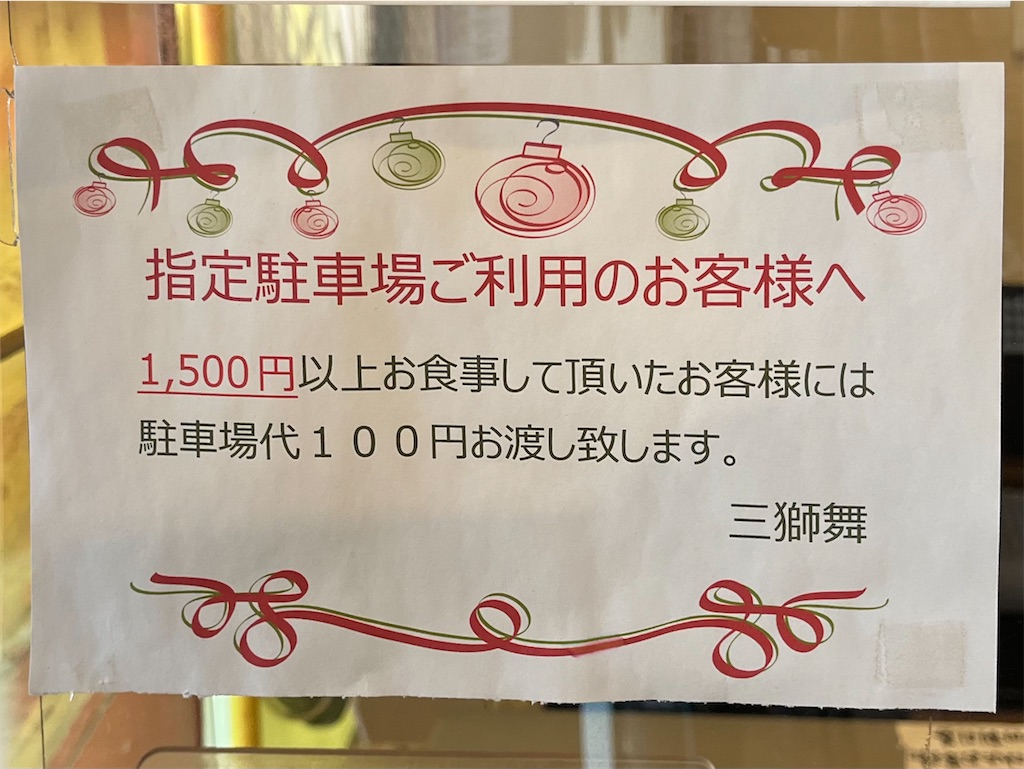 指定駐車場ご利用のお客様へ
1,500円以上お食事して頂いたお客様には
駐車場代１００円お渡し致します。
三獅舞